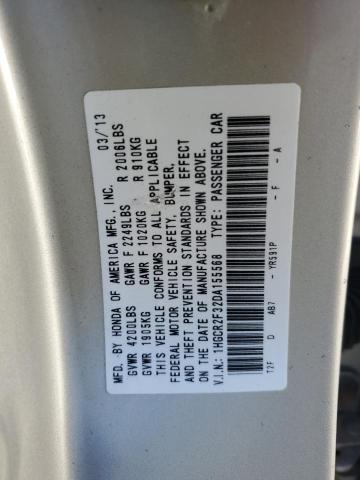 MFD. BY HONDA OF AMERICA MFG., INC. 03/'13
GVWR 4200LBS GAWR F 2249LBS R 2006LBS
GVWR 1905KG GAWR F 1020KG R 910KG
THIS VEHICLE CONFORMS TO ALL APPLICABLE
FEDERAL MOTOR VEHICLE SAFETY, BUMPER,
AND THEFT PREVENTION STANDARDS IN EFFECT
ON THE DATE OF MANUFACTURE SHOWN ABOVE.
V.I.N: 1HGCR2F32DA155568 TYPE: PASSENGER CAR
T2F D AB7 - YR591P - F - A